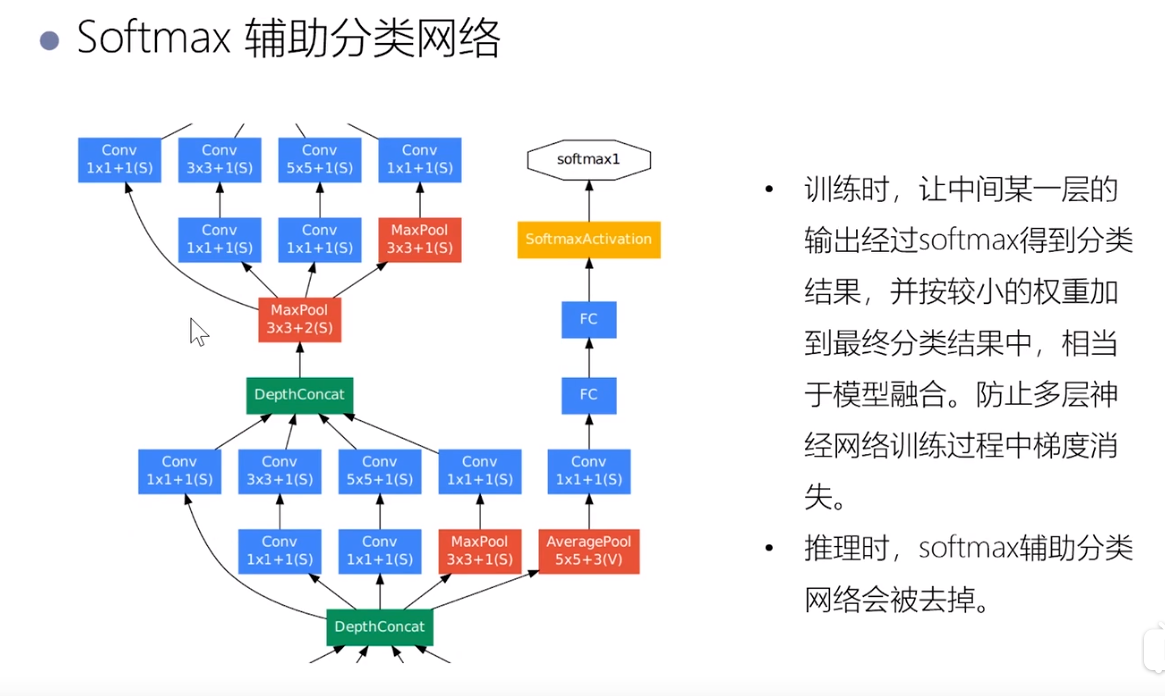 Softmax 辅助分类网络
Conv
1x1+1(S)
Conv
3x3+1(S)
Conv
5x5+1(S)
Conv
1x1+1(S)
softmax1
Conv
1x1+1(S)
Conv
1x1+1(S)
MaxPool
3x3+1(S)
SoftmaxActivation
MaxPool
3x3+2(S)
FC
DepthConcat
FC
Conv
1x1+1(S)
Conv
3x3+1(S)
Conv
5x5+1(S)
Conv
1x1+1(S)
Conv
1x1+1(S)
Conv
1x1+1(S)
Conv
1x1+1(S)
MaxPool
3x3+1(S)
AveragePool
5x5+3(V)
DepthConcat
• 训练时，让中间某一层的
输出经过softmax得到分类
结果，并按较小的权重加
到最终分类结果中，相当
于模型融合。防止多层神
经网络训练过程中梯度消
失。
• 推理时，softmax辅助分类
网络会被去掉。